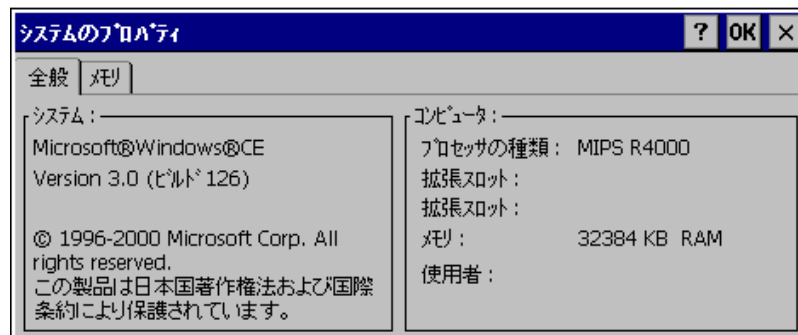 システムのﾌﾟﾛﾊﾟﾃｨ
? OK ×
全般 ﾒﾓﾘ
ｼｽﾃﾑ：
Microsoft®Windows®CE
Version 3.0 (ﾋﾞﾙﾄﾞ126)
© 1996-2000 Microsoft Corp. All
rights reserved.
この製品は日本国著作権法および国際
条約により保護されています。
ｺﾝﾋﾟｭｰﾀ：
ﾌﾟﾛｾｯｻの種類： MIPS R4000
拡張ｽﾛｯﾄ：
拡張ｽﾛｯﾄ：
ﾒﾓﾘ： 32384 KB RAM
使用者：